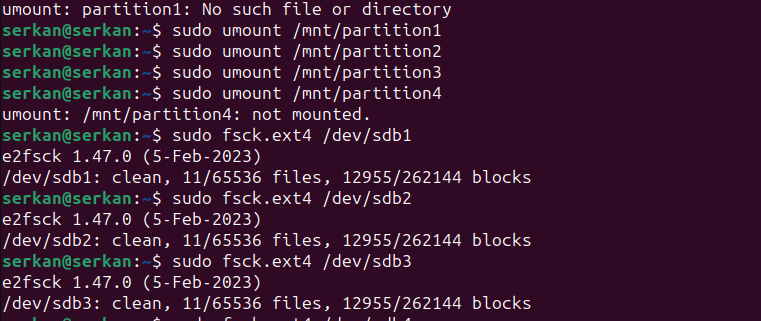 umount: partition1: No such file or directory
serkan@serkan:~$ sudo umount /mnt/partition1
serkan@serkan:~$ sudo umount /mnt/partition2
serkan@serkan:~$ sudo umount /mnt/partition3
serkan@serkan:~$ sudo umount /mnt/partition4
umount: /mnt/partition4: not mounted.
serkan@serkan:~$ sudo fsck.ext4 /dev/sdb1
e2fsck 1.47.0 (5-Feb-2023)
/dev/sdb1: clean, 11/65536 files, 12955/262144 blocks
serkan@serkan:~$ sudo fsck.ext4 /dev/sdb2
e2fsck 1.47.0 (5-Feb-2023)
/dev/sdb2: clean, 11/65536 files, 12955/262144 blocks
serkan@serkan:~$ sudo fsck.ext4 /dev/sdb3
e2fsck 1.47.0 (5-Feb-2023)
/dev/sdb3: clean, 11/65536 files, 12955/262144 blocks